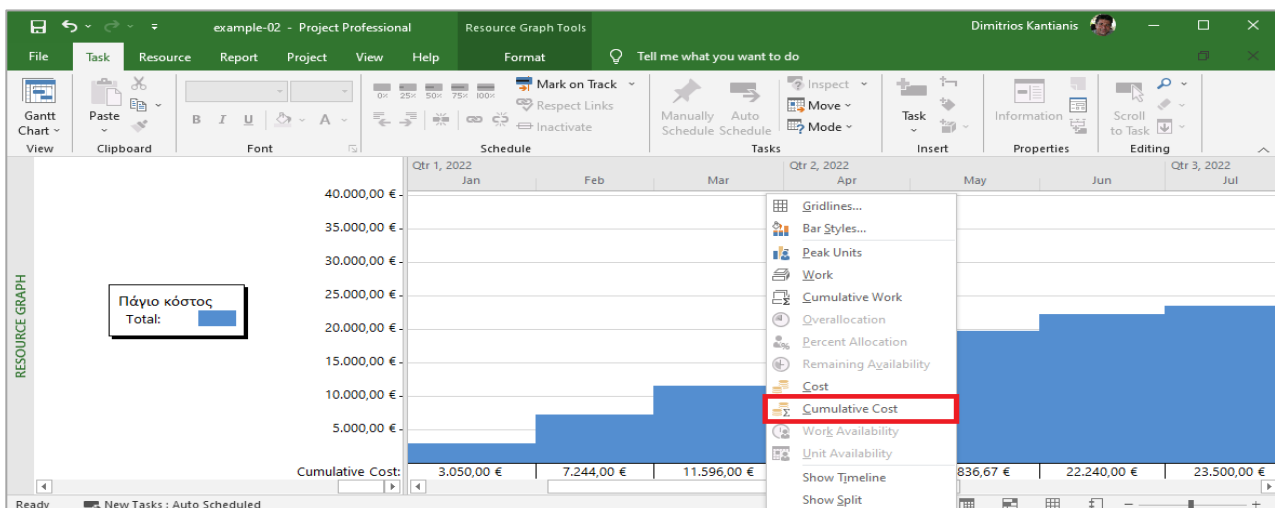 example-02 - Project Professional
Resource Graph Tools
Dimitrios Kantianis
File Task Resource Report Project View Help Format Tell me what you want to do
Gantt Chart
View
Paste
Clipboard
B I U A
Font
0% 25% 50% 75% 100%
Mark on Track
Respect Links
Inactivate
Schedule
Manually Schedule
Auto Schedule
Inspect
Move
Mode
Tasks
Task
Insert
Information
Properties
Scroll to Task
Editing
Qtr 1, 2022 Qtr 2, 2022 Qtr 3, 2022
Jan Feb Mar Apr May Jun Jul
RESOURCE GRAPH
Πάγιο κόστος
Total:
40.000,00 €
35.000,00 €
30.000,00 €
25.000,00 €
20.000,00 €
15.000,00 €
10.000,00 €
5.000,00 €
Gridlines...
Bar Styles...
Peak Units
Work
Cumulative Work
Overallocation
Percent Allocation
Remaining Availability
Cost
Cumulative Cost
Work Availability
Unit Availability
Show Timeline
Show Split
Cumulative Cost: 3.050,00 € 7.244,00 € 11.596,00 € 836,67 € 22.240,00 € 23.500,00 €
Ready New Tasks : Auto Scheduled